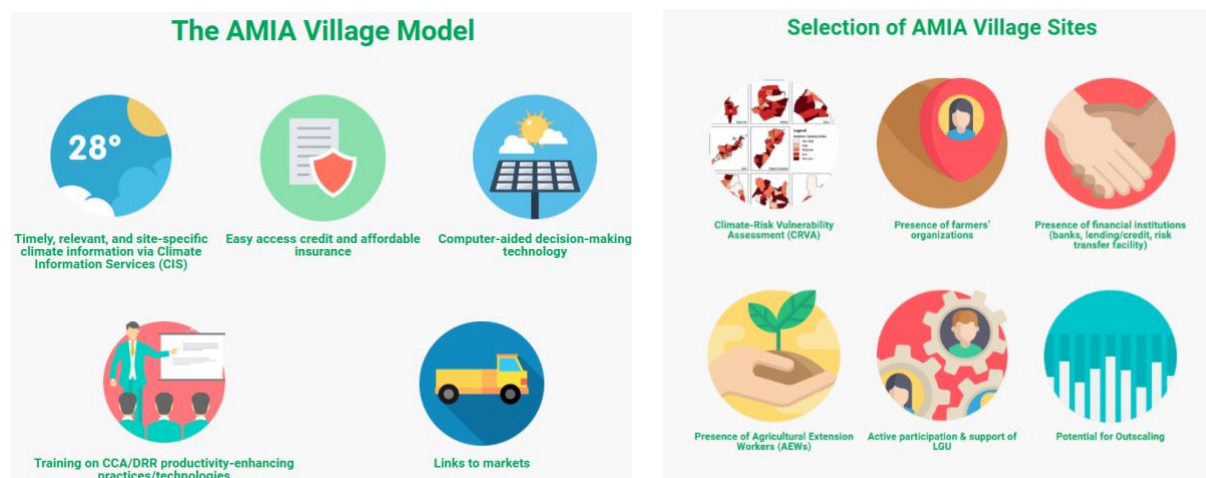 The AMIA Village Model
28°
Timely, relevant, and site-specific
climate information via Climate
Information Services (CIS)
Easy access credit and affordable
insurance
Computer-aided decision-making
technology
Training on CCA/DRR productivity-enhancing
practices/technologies
Links to markets
Selection of AMIA Village Sites
Legend
Climate-Risk Vulnerability
Assessment (CRVA)
Presence of farmers'
organizations
Presence of financial institutions
(banks, lending/credit, risk
transfer facility)
Presence of Agricultural Extension
Workers (AEWs)
Active participation & support of
LGU
Potential for Outscaling